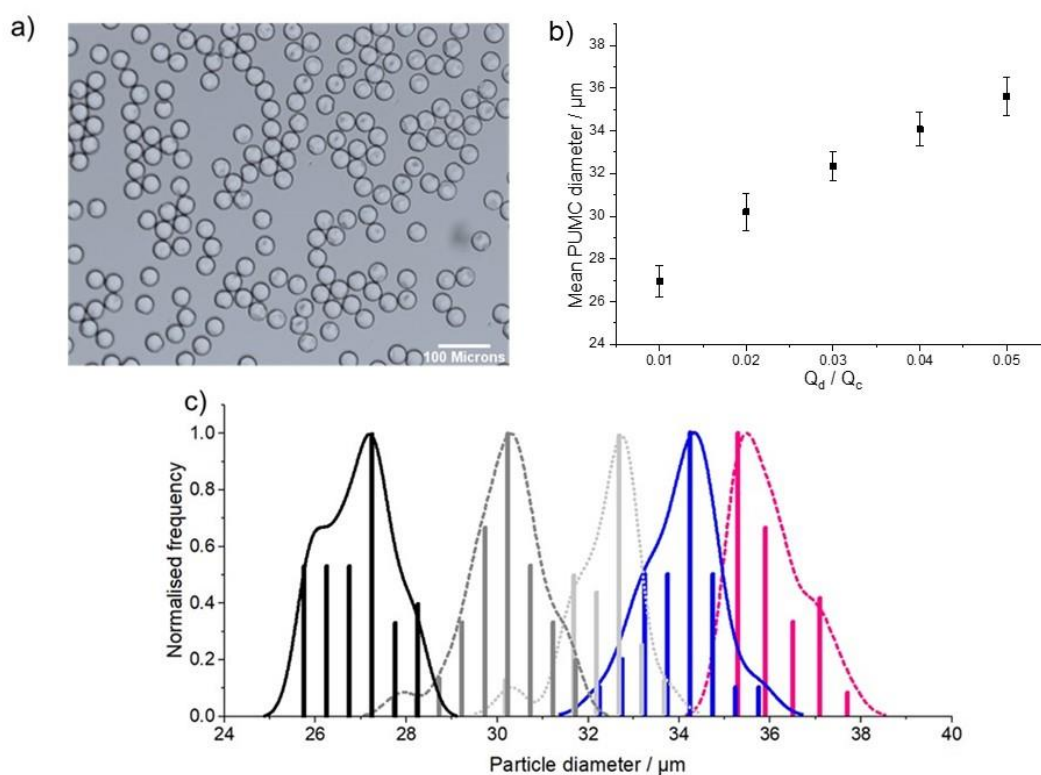 a)
100 Microns
b)
Mean PUMC diameter / µm
38
36
34
32
30
28
26
24
0.01 0.02 0.03 0.04 0.05
Q_d / Q_c
c)
Normalised frequency
1.0
0.8
0.6
0.4
0.2
0.0
24 26 28 30 32 34 36 38 40
Particle diameter / µm